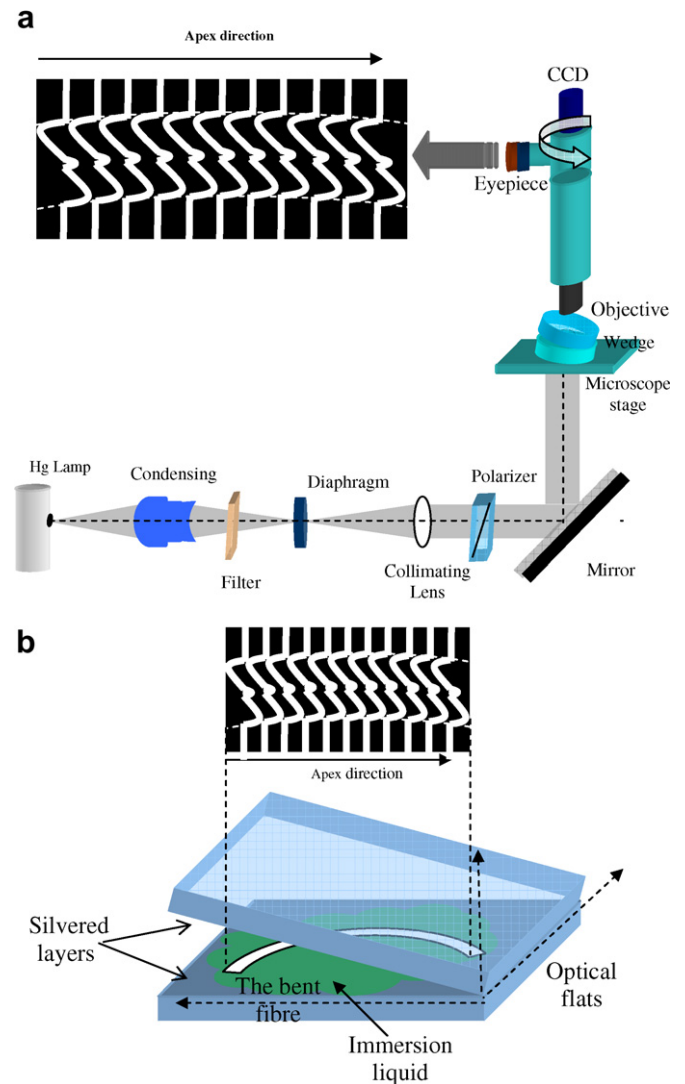 a
Apex direction
CCD
Eyepiece
Objective
Wedge
Microscope
stage
Hg Lamp
Condensing
Diaphragm
Polarizer
Filter
Collimating
Lens
Mirror
b
Apex direction
Silvered
layers
The bent
fibre
Optical
flats
Immersion
liquid